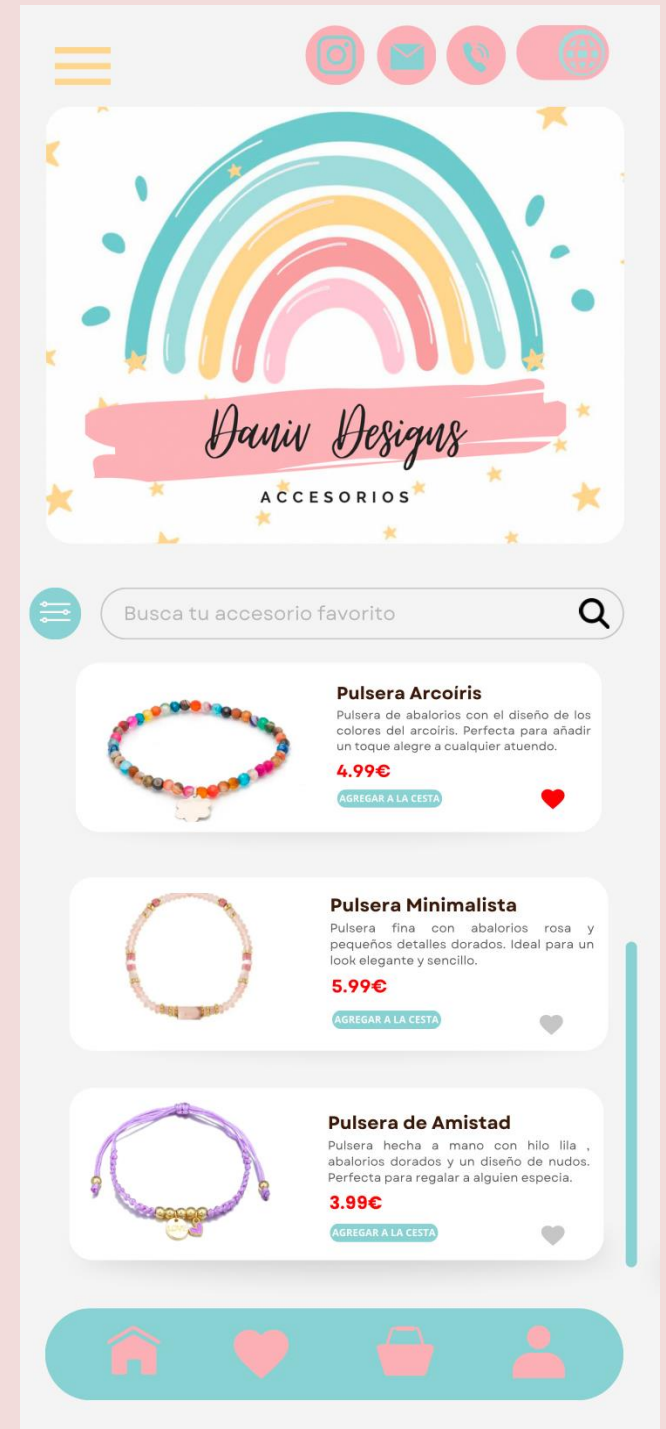 Daniv Designs
ACCESORIOS
Busca tu accesorio favorito
Pulsera Arcoíris
Pulsera de abalorios con el diseño de los
colores del arcoiris. Perfecta para añadir
un toque alegre a cualquier atuendo.
4.99€
AGREGAR A LA CESTA
Pulsera Minimalista
Pulsera fina con abalorios rosa y
pequeños detalles dorados. Ideal para un
look elegante y sencillo.
5.99€
AGREGAR A LA CESTA
Pulsera de Amistad
Pulsera hecha a mano con hilo lila ,
abalorios dorados y un diseño de nudos.
Perfecta para regalar a alguien especia.
3.99€
AGREGAR A LA CESTA